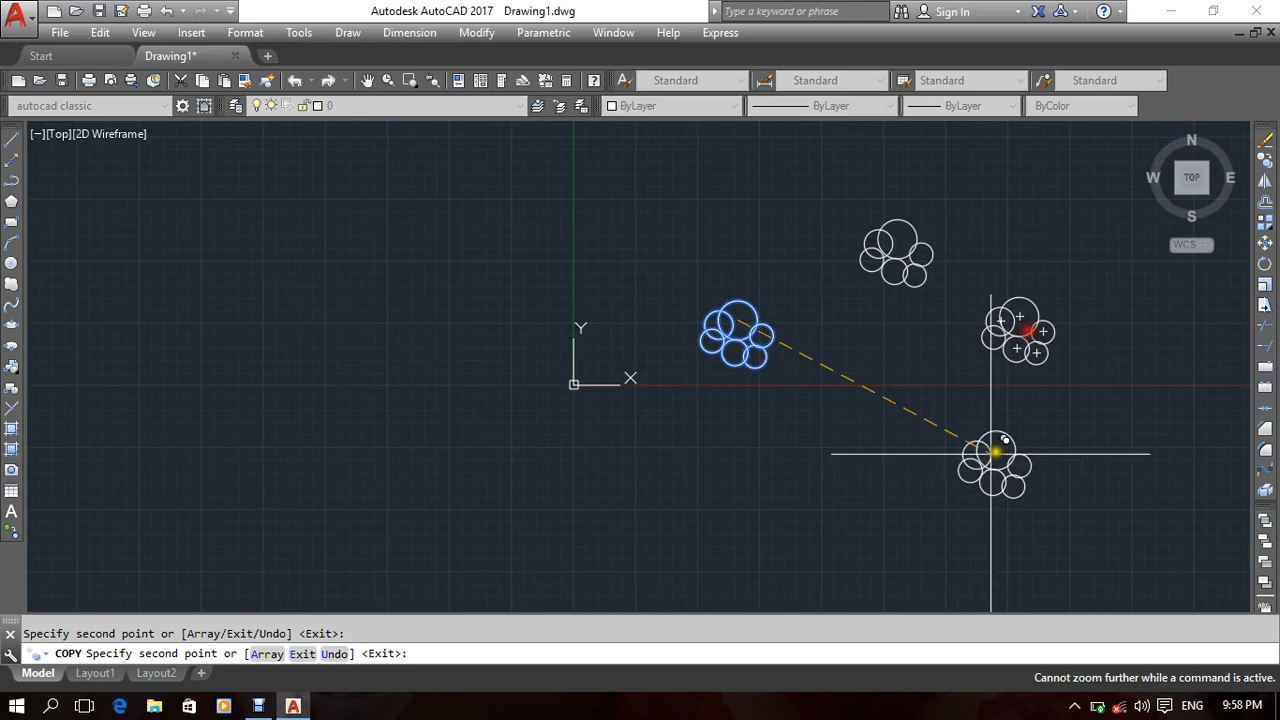 Autodesk AutoCAD 2017 Drawing1.dwg
Type a keyword or phrase
Sign In
File Edit View Insert Format Tools Draw Dimension Modify Parametric Window Help Express
Start Drawing1*
Standard Standard Standard Standard
autocad classic 0 ByLayer ByLayer ByLayer ByColor
[−][Top][2D Wireframe]
N
W TOP E
S
WCS
Y
X
Specify second point or [Array/Exit/Undo] <Exit>:
COPY Specify second point or [Array Exit Undo] <Exit>:
Model Layout1 Layout2
Cannot zoom further while a command is active.
ENG 9:58 PM